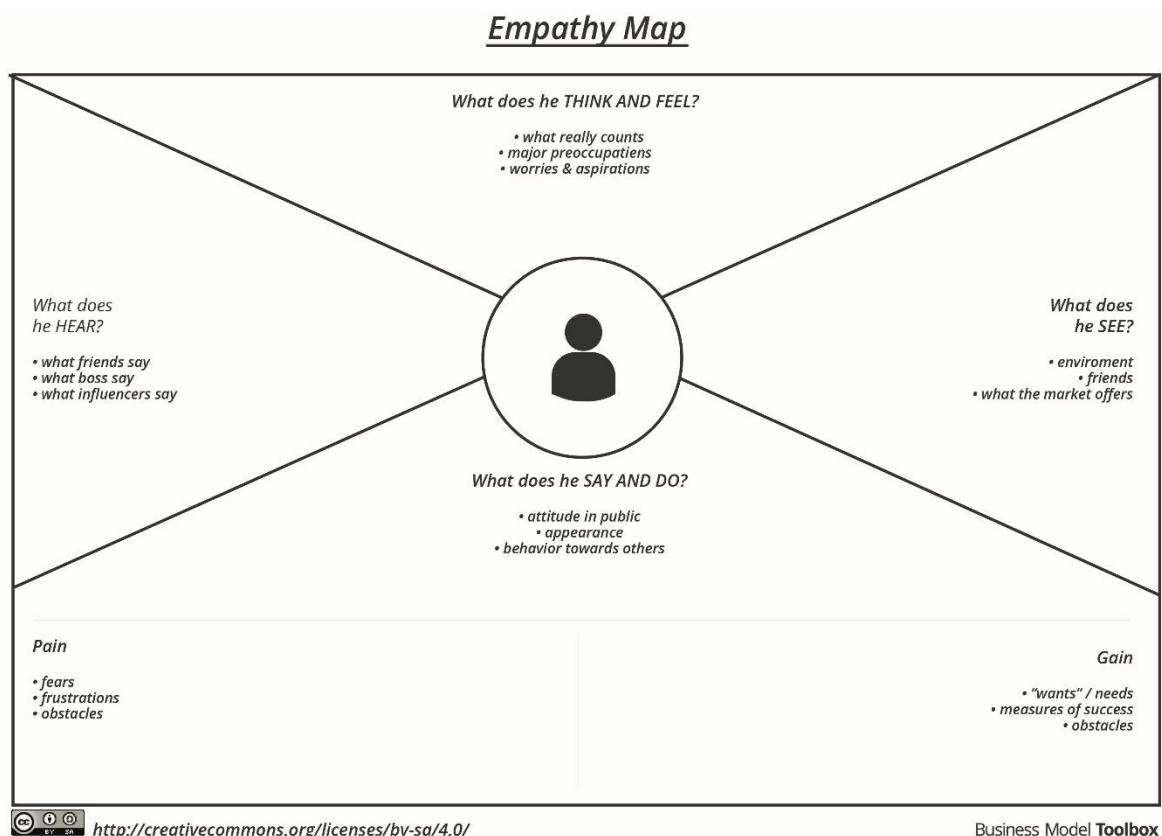 Empathy Map
What does he THINK AND FEEL?
• what really counts
• major preoccupatiens
• worries & aspirations
What does
he HEAR?
• what friends say
• what boss say
• what influencers say
What does
he SEE?
• enviroment
• friends
• what the market offers
What does he SAY AND DO?
• attitude in public
• appearance
• behavior towards others
Pain
• fears
• frustrations
• obstacles
Gain
• “wants” / needs
• measures of success
• obstacles
cc BY SA http://creativecommons.org/licenses/by-sa/4.0/
Business Model Toolbox